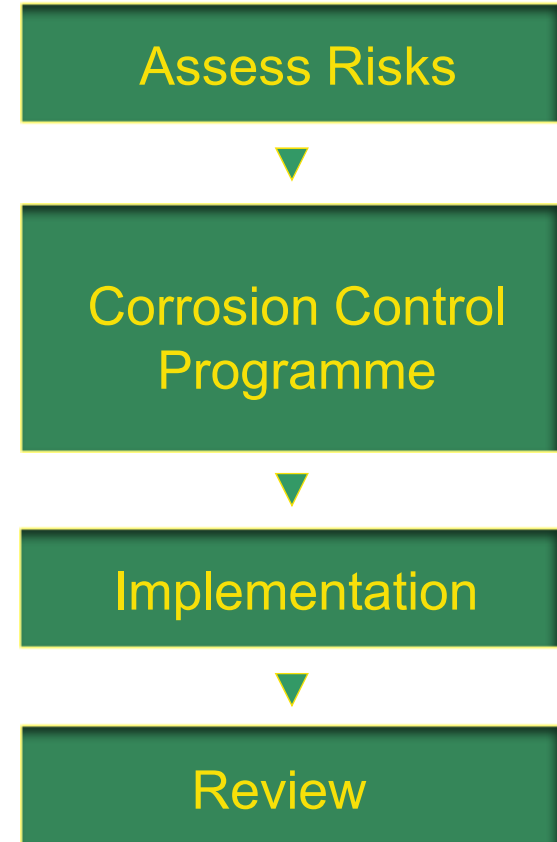 Assess Risks
Corrosion Control
Programme
Implementation
Review